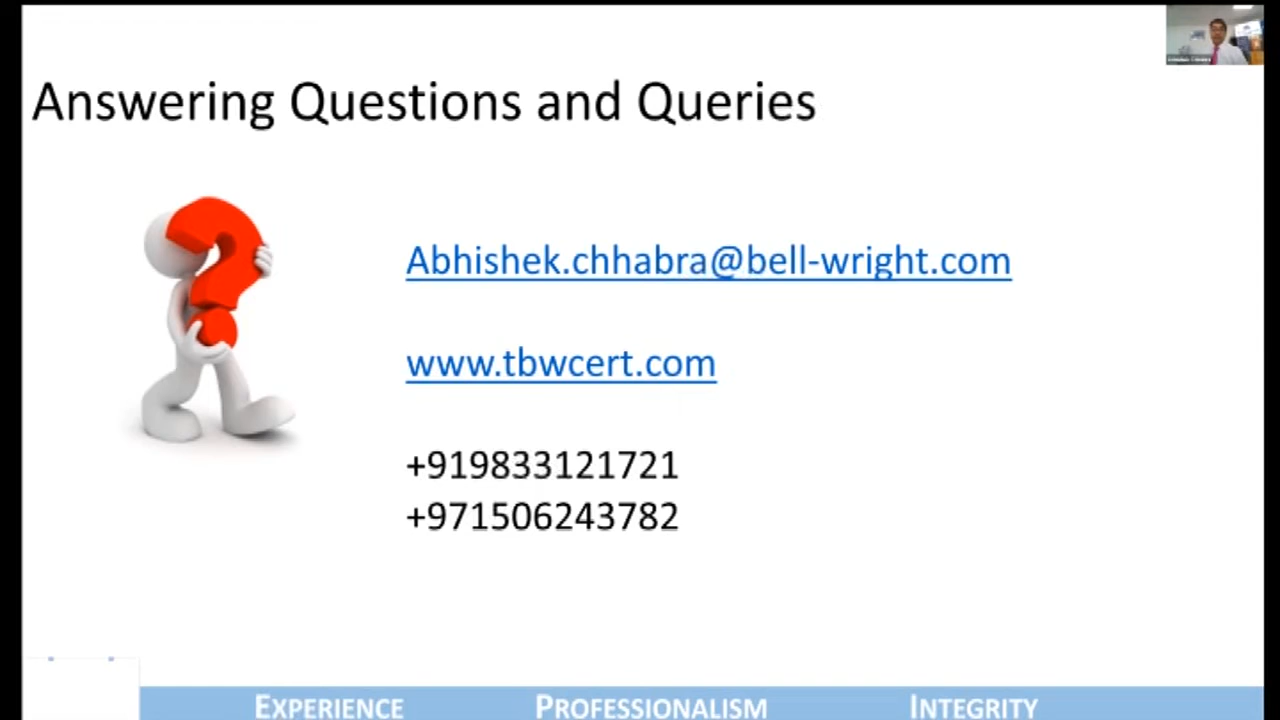 Answering Questions and Queries
Abhishek.chhabra@bell-wright.com
www.tbwcert.com
+919833121721
+971506243782
EXPERIENCE PROFESSIONALISM INTEGRITY